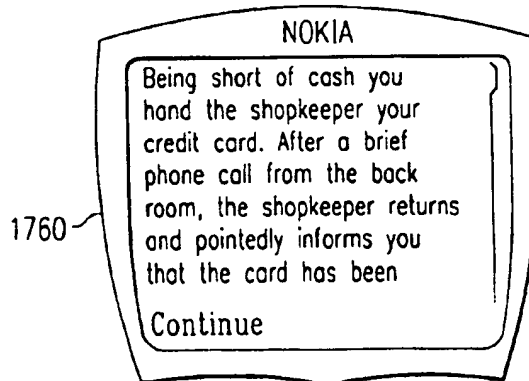 NOKIA
Being short of cash you
hand the shopkeeper your
credit card. After a brief
phone call from the back
room, the shopkeeper returns
and pointedly informs you
that the card has been
1760
Continue